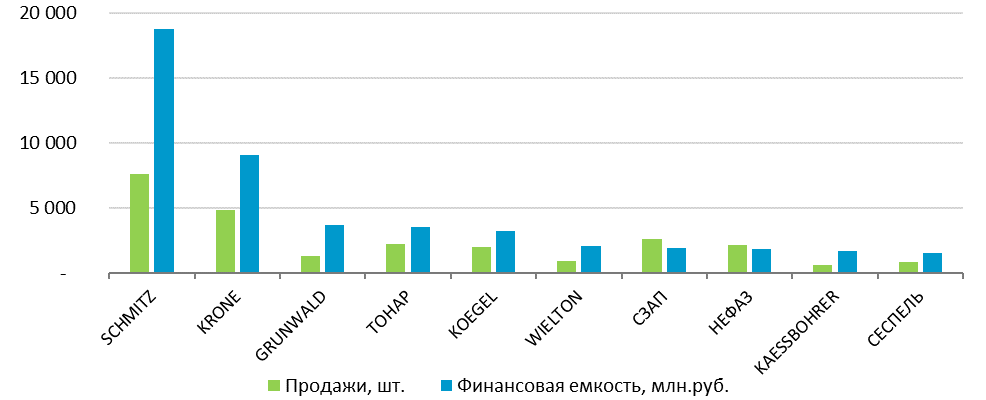 20 000
15 000
10 000
5 000
-
SCHMITZ
KRONE
GRUNWALD
ТОНАР
KOEGEL
WIELTON
СЗАП
НЕФАЗ
KAESSBOHRER
СЕСПЕЛЬ
Продажи, шт.
Финансовая емкость, млн.руб.